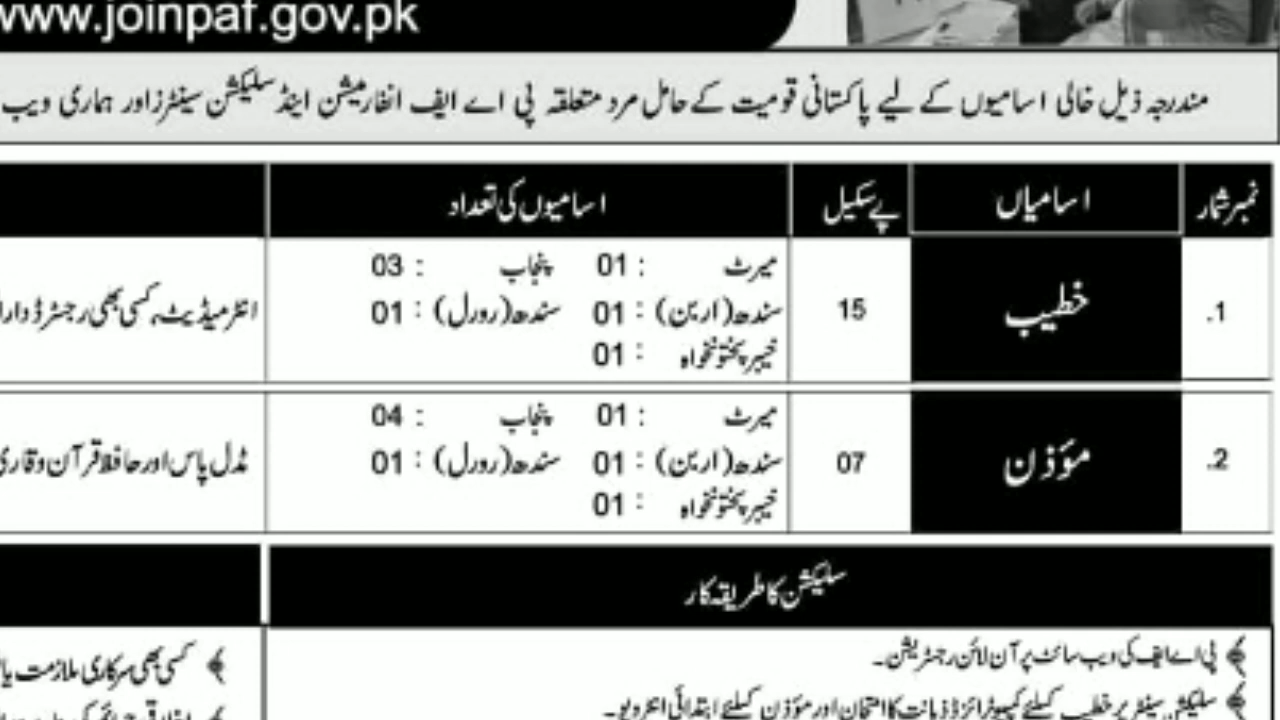 www.joinpaf.gov.pk
مندرجہ ذیل خالی اسامیوں کے لیے پاکستانی قومیت کے حامل مرد متعلقہ پی اے ایف انفارمیشن اینڈ سلیکشن سینٹرز اور ہماری ویب
نمبر شمار اسامیاں پے سکیل اسامیوں کی تعداد
1. خطیب 15 میرٹ : 01 پنجاب : 03
سندھ (اربن) : 01 سندھ (رورل) : 01
خیبر پختونخواہ : 01
انٹرمیڈیٹ، کسی بھی رجسٹرڈ
2. مؤذن 07 میرٹ : 01 پنجاب : 04
سندھ (اربن) : 01 سندھ (رورل) : 01
خیبر پختونخواہ : 01
مڈل پاس اور حافظ قرآن و قاری
سلیکشن کا طریقہ کار
پی اے ایف کی ویب سائٹ پر آن لائن رجسٹریشن۔
سلیکشن سینٹر پر خطیب کیلئے کمپیوٹرائزڈ ذہانت کا امتحان اور مؤذن کیلئے ابتدائی انٹرویو۔
کسی بھی سرکاری ملازمت یا